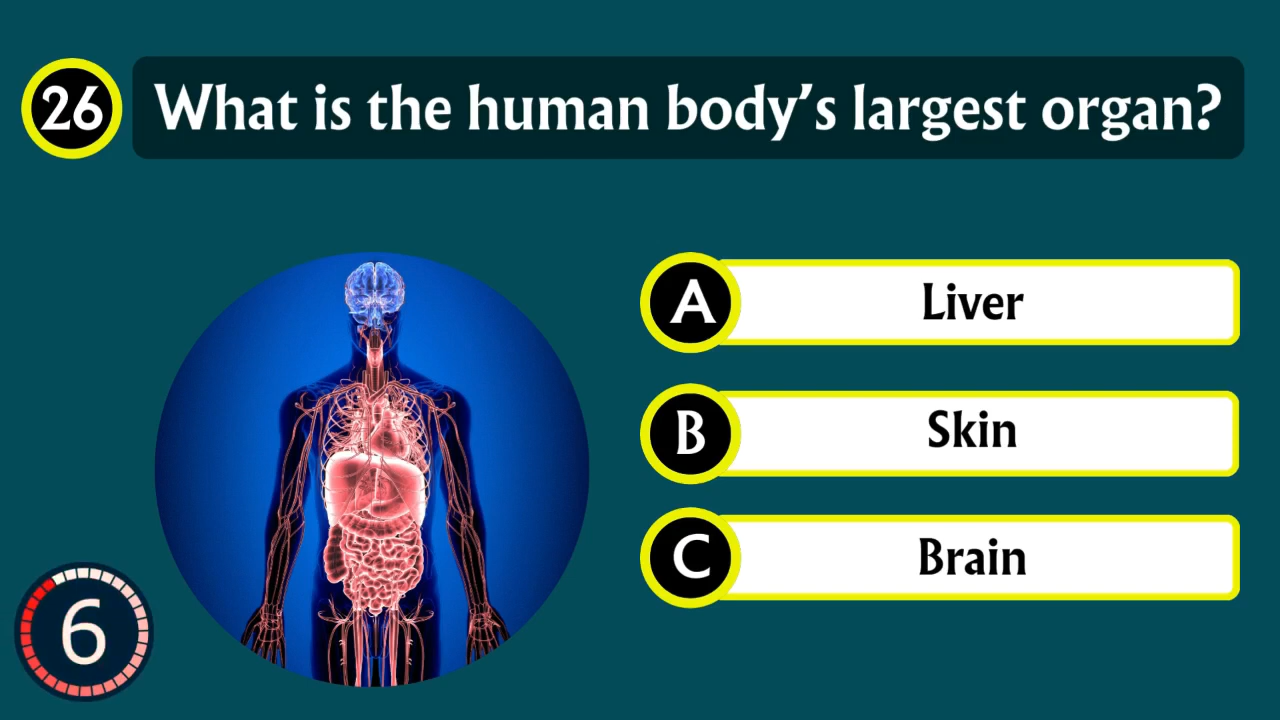 26 What is the human body’s largest organ?
A Liver
B Skin
C Brain
6